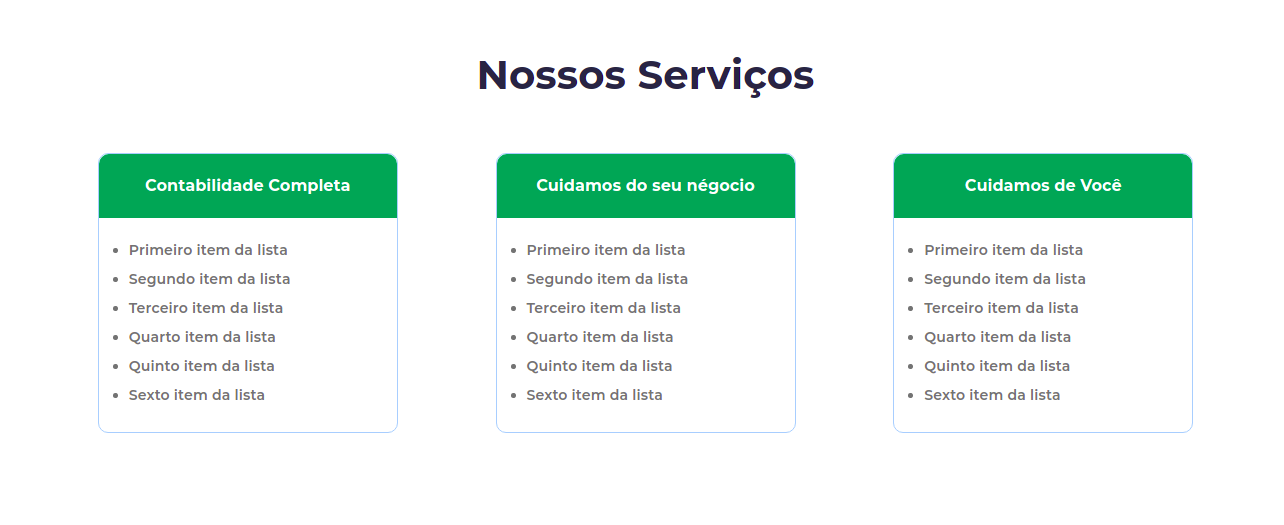 Nossos Serviços
Contabilidade Completa
Primeiro item da lista
Segundo item da lista
Terceiro item da lista
Quarto item da lista
Quinto item da lista
Sexto item da lista
Cuidamos do seu négocio
Primeiro item da lista
Segundo item da lista
Terceiro item da lista
Quarto item da lista
Quinto item da lista
Sexto item da lista
Cuidamos de Você
Primeiro item da lista
Segundo item da lista
Terceiro item da lista
Quarto item da lista
Quinto item da lista
Sexto item da lista